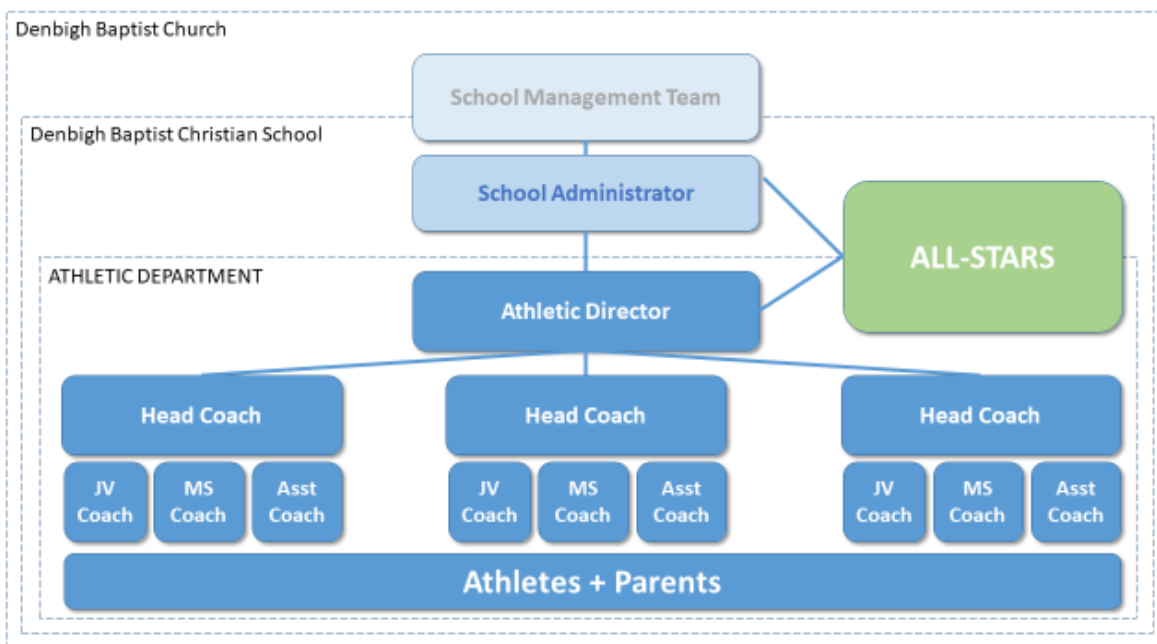 Denbigh Baptist Church
School Management Team
Denbigh Baptist Christian School
School Administrator
ALL-STARS
ATHLETIC DEPARTMENT
Athletic Director
Head Coach
Head Coach
Head Coach
JV
Coach
MS
Coach
Asst
Coach
JV
Coach
MS
Coach
Asst
Coach
JV
Coach
MS
Coach
Asst
Coach
Athletes + Parents